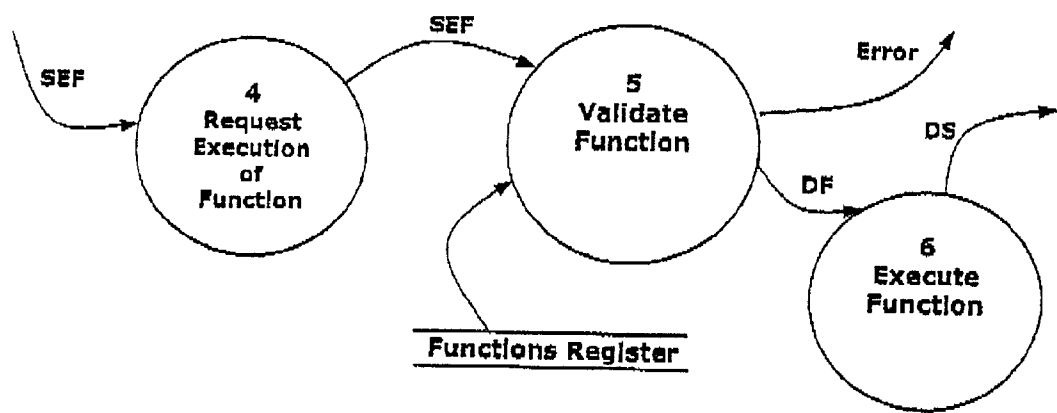 SEF
4
Request
Execution
of
Function
SEF
5
Validate
Function
Error
DS
DF
6
Execute
Function
Functions Register